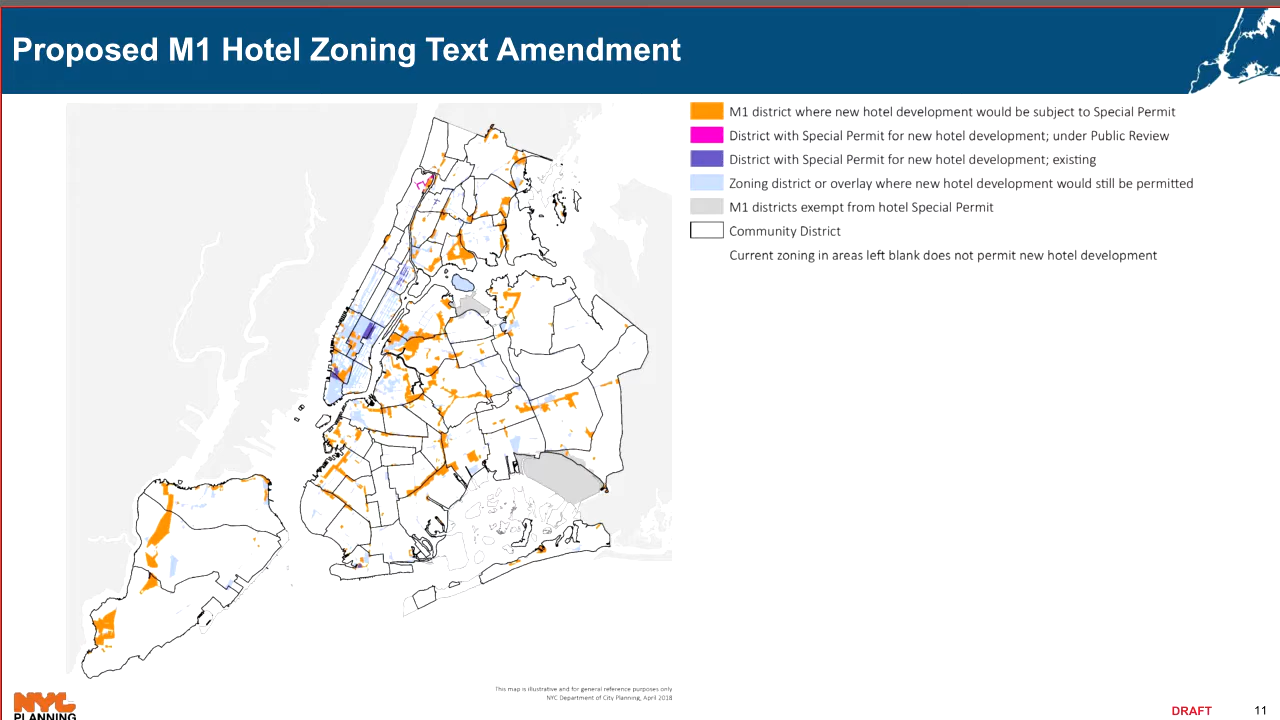 Proposed M1 Hotel Zoning Text Amendment
M1 district where new hotel development would be subject to Special Permit
District with Special Permit for new hotel development; under Public Review
District with Special Permit for new hotel development; existing
Zoning district or overlay where new hotel development would still be permitted
M1 districts exempt from hotel Special Permit
Community District
Current zoning in areas left blank does not permit new hotel development
This map is illustrative and for general reference purposes only
NYC Department of City Planning, April 2018
NYC
PLANNING
DRAFT
11